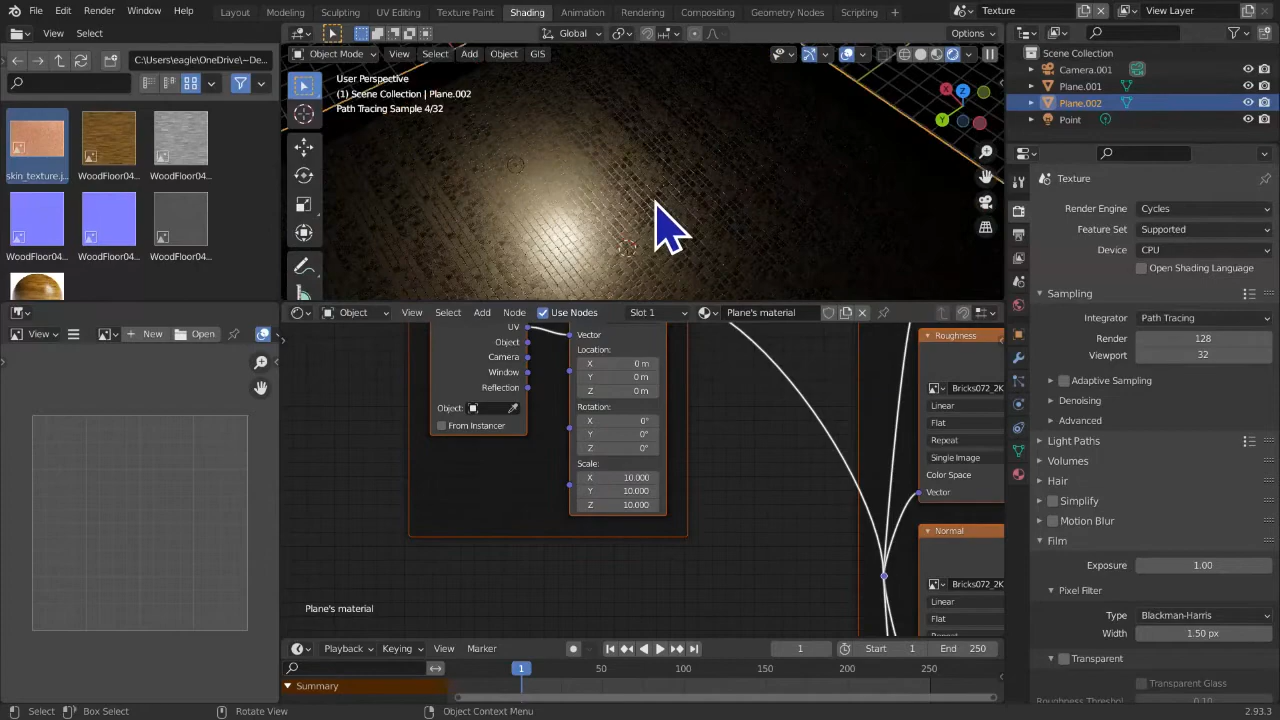 File Edit Render Window Help
Layout Modeling Sculpting UV Editing Texture Paint Shading Animation Rendering Compositing Geometry Nodes Scripting +
Texture
View Layer
View Select
C:\Users\eagle\OneDrive\~De...
skin_texture.j...
WoodFloor04...
WoodFloor04...
WoodFloor04...
WoodFloor04...
WoodFloor04...
View
New
Open
Global
Options
Object Mode View Select Add Object GIS
User Perspective
(1) Scene Collection | Plane.002
Path Tracing Sample 4/32
X
Y
Z
Object View Select Add Node Use Nodes Slot 1 Plane's material
UV
Object
Camera
Window
Reflection
Object:
From Instancer
Vector
Location:
X 0 m
Y 0 m
Z 0 m
Rotation:
X 0°
Y 0°
Z 0°
Scale:
X 10.000
Y 10.000
Z 10.000
Roughness
Bricks072_2K
Linear
Flat
Repeat
Single Image
Color Space
Vector
Normal
Bricks072_2K
Linear
Flat
Plane's material
Playback Keying View Marker
1
Start 1
End 250
1 50 100 150 200 250
Summary
Scene Collection
Camera.001
Plane.001
Plane.002
Point
Texture
Render Engine Cycles
Feature Set Supported
Device CPU
Open Shading Language
Sampling
Integrator Path Tracing
Render 128
Viewport 32
Adaptive Sampling
Denoising
Advanced
Light Paths
Volumes
Hair
Simplify
Motion Blur
Film
Exposure 1.00
Pixel Filter
Type Blackman-Harris
Width 1.50 px
Transparent
Transparent Glass
Roughness Threshol 0.10
Select Box Select Rotate View Object Context Menu 2.93.3